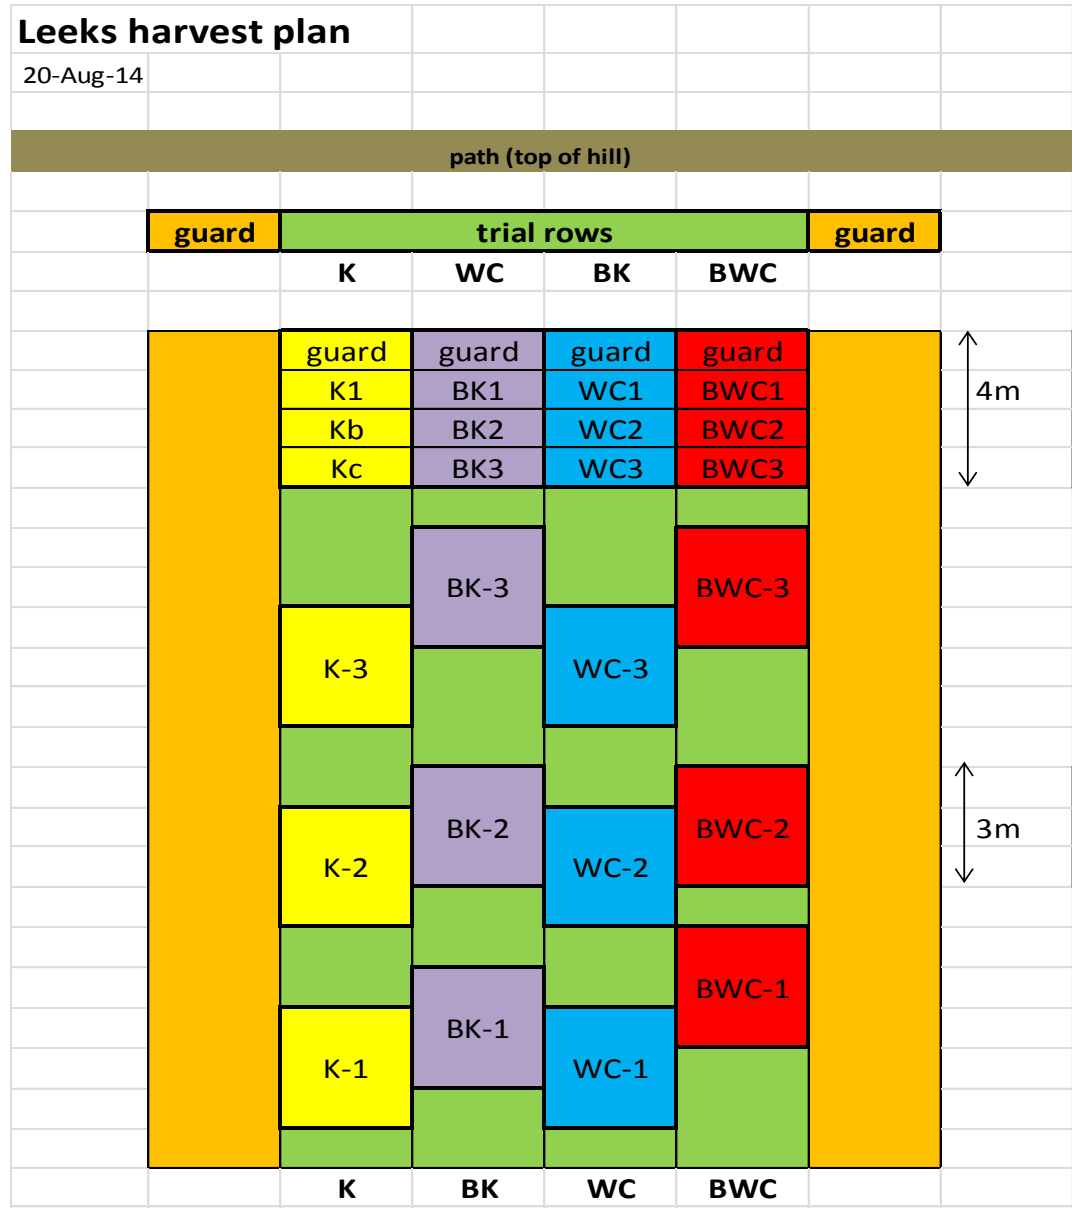 Leeks harvest plan
20-Aug-14
path (top of hill)
guard trial rows guard
K WC BK BWC
guard guard guard guard
K1 BK1 WC1 BWC1 4m
Kb BK2 WC2 BWC2
Kc BK3 WC3 BWC3
BK-3 BWC-3
K-3 WC-3
BK-2 BWC-2 3m
K-2 WC-2
BWC-1
BK-1
K-1 WC-1
K BK WC BWC